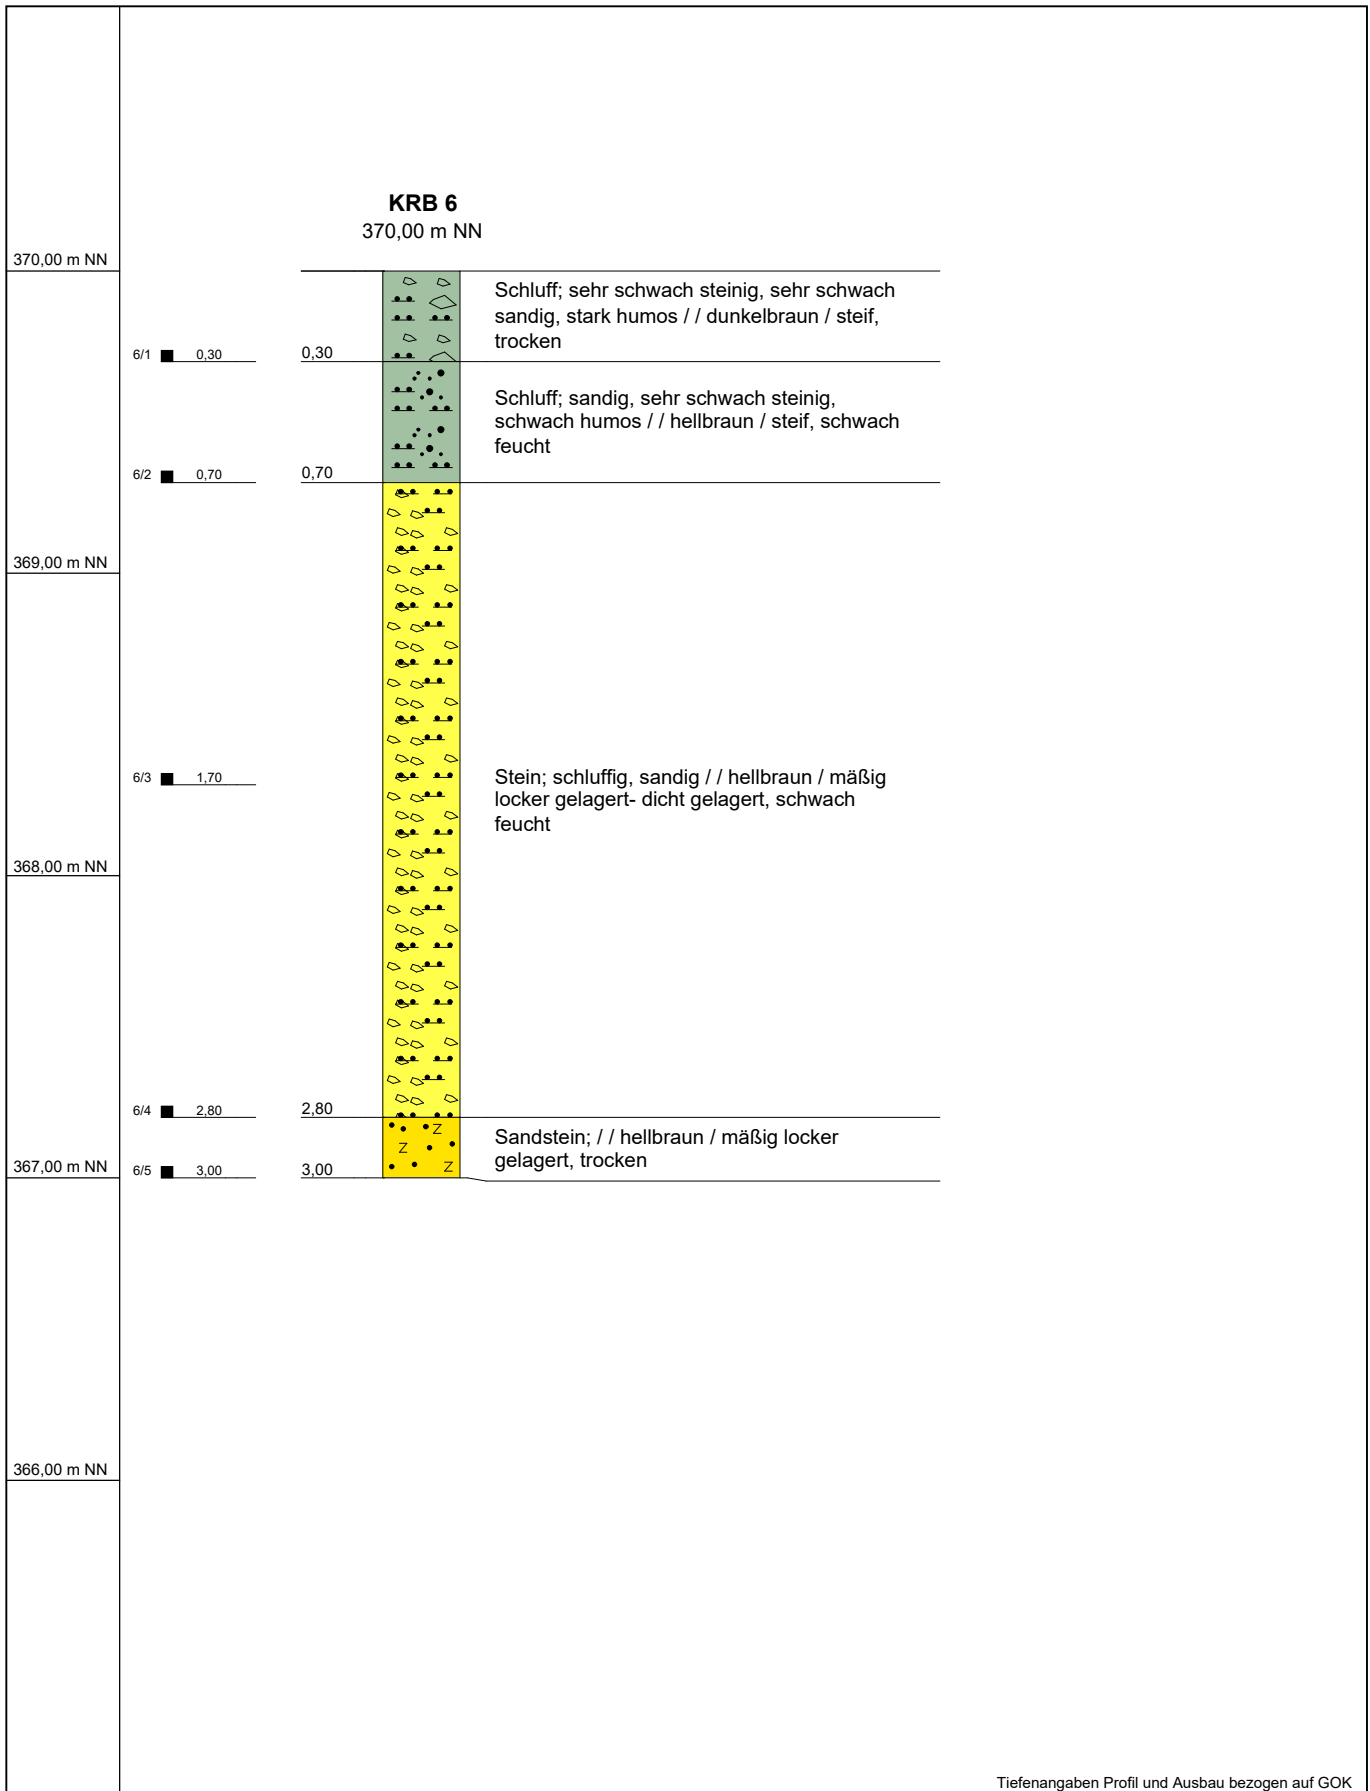 KRB 6
370,00 m NN
370,00 m NN
Schluff; sehr schwach steinig, sehr schwach
sandig, stark humos / / dunkelbraun / steif,
trocken
6/1 0,30 0,30
Schluff; sandig, sehr schwach steinig,
schwach humos / / hellbraun / steif, schwach
feucht
6/2 0,70 0,70
369,00 m NN
6/3 1,70
Stein; schluffig, sandig / / hellbraun / mäßig
locker gelagert- dicht gelagert, schwach
feucht
368,00 m NN
6/4 2,80 2,80
Z
Z
Z
Sandstein; / / hellbraun / mäßig locker
gelagert, trocken
367,00 m NN
6/5 3,00 3,00
366,00 m NN
Tiefenangaben Profil und Ausbau bezogen auf GOK